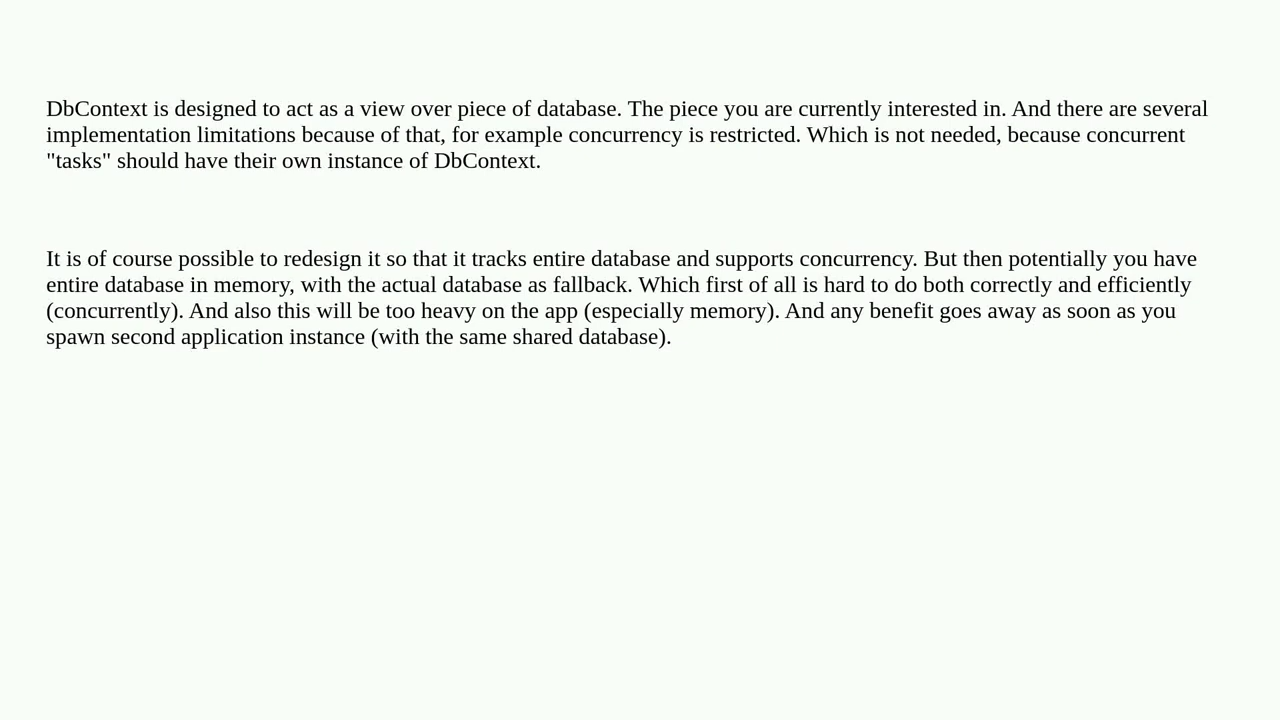 DbContext is designed to act as a view over piece of database. The piece you are currently interested in. And there are several
implementation limitations because of that, for example concurrency is restricted. Which is not needed, because concurrent
"tasks" should have their own instance of DbContext.
It is of course possible to redesign it so that it tracks entire database and supports concurrency. But then potentially you have
entire database in memory, with the actual database as fallback. Which first of all is hard to do both correctly and efficiently
(concurrently). And also this will be too heavy on the app (especially memory). And any benefit goes away as soon as you
spawn second application instance (with the same shared database).